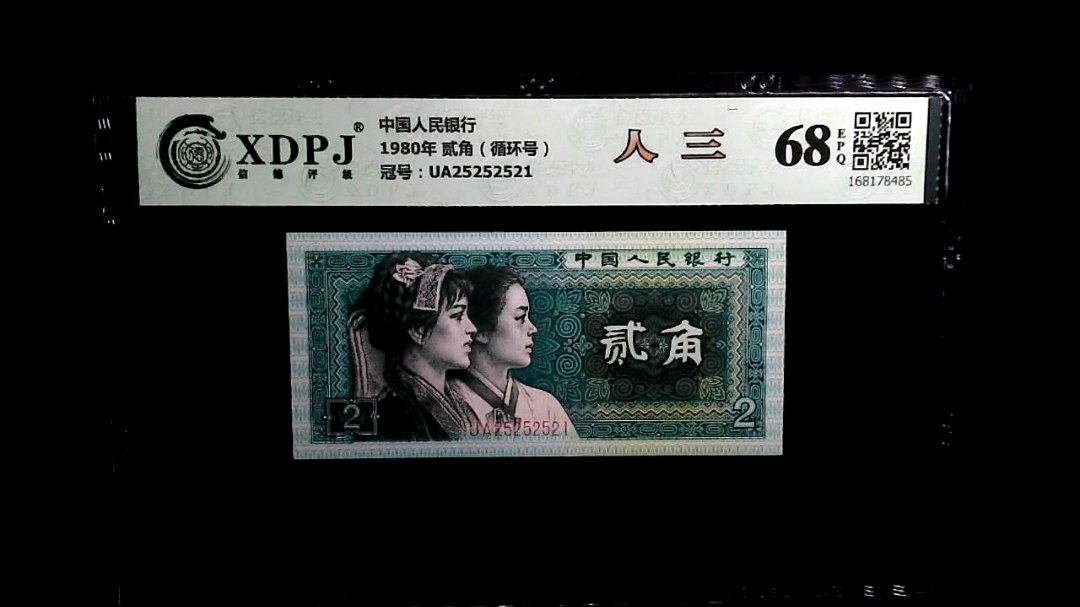 XDPJ®
信德评级
中国人民银行
1980年 贰角（循环号）
冠号：UA25252521
人三
68
EPQ
168178485
中国人民银行
贰角
2
2
UA25252521